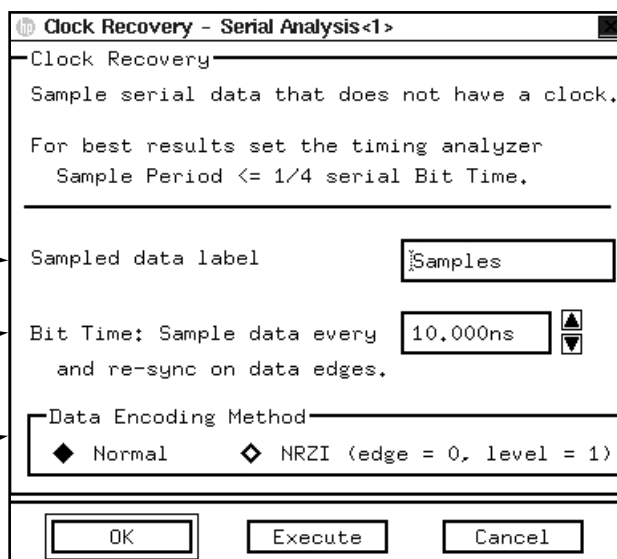 hp Clock Recovery - Serial Analysis<1>
Clock Recovery
Sample serial data that does not have a clock.
For best results set the timing analyzer
Sample Period <= 1/4 serial Bit Time.
Sampled data label Samples
Bit Time: Sample data every 10.000ns
and re-sync on data edges.
Data Encoding Method
Normal NRZI (edge = 0, level = 1)
OK Execute Cancel